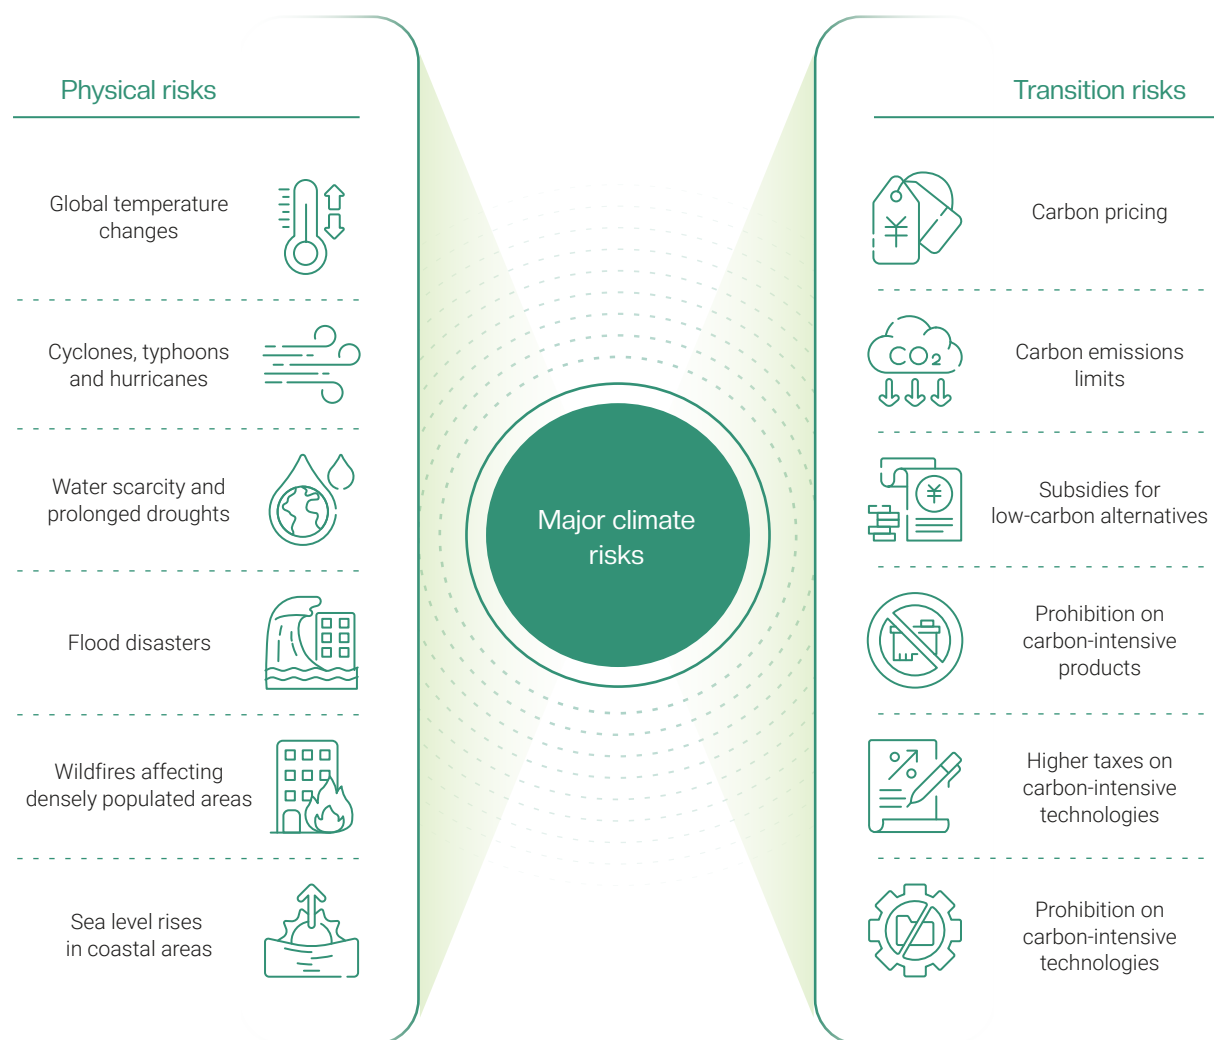 Physical risks
Global temperature
changes
Cyclones, typhoons
and hurricanes
Water scarcity and
prolonged droughts
Flood disasters
Wildfires affecting
densely populated areas
Sea level rises
in coastal areas
Major climate
risks
Transition risks
¥
Carbon pricing
CO2
Carbon emissions
limits
¥
Subsidies for
low-carbon alternatives
Prohibition on
carbon-intensive
products
%
Higher taxes on
carbon-intensive
technologies
Prohibition on
carbon-intensive
technologies